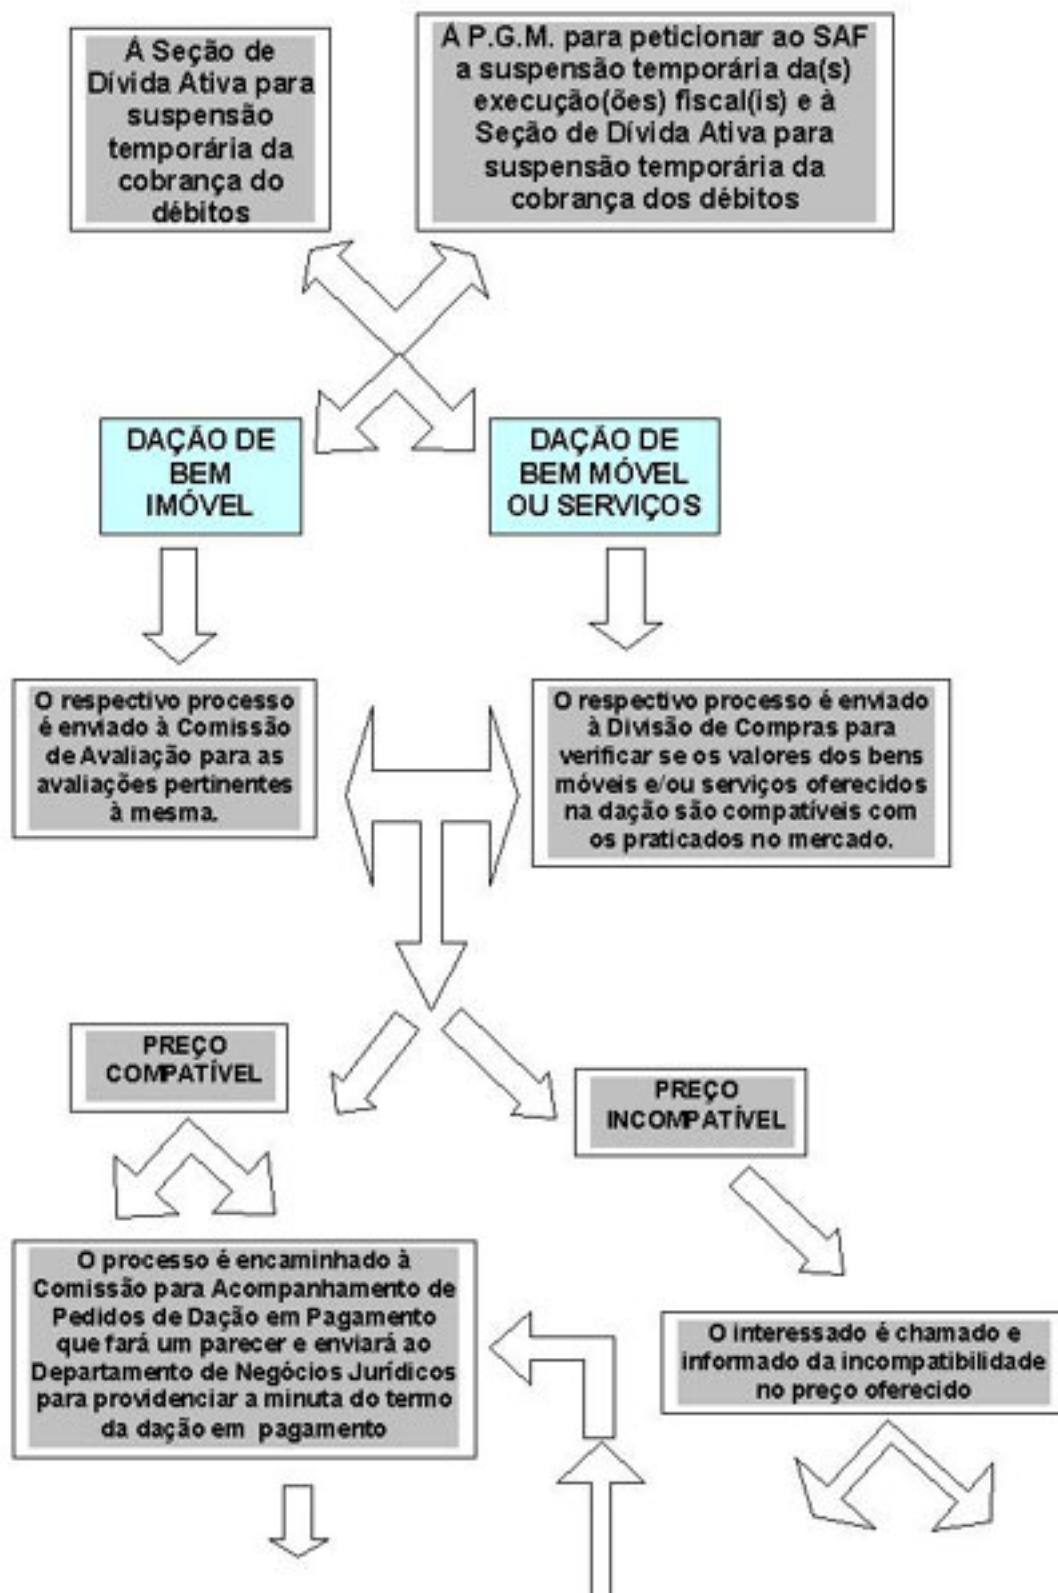 À Seção de
Dívida Ativa para
suspensão
temporária da
cobrança do
débitos
À P.G.M. para peticionar ao SAF
a suspensão temporária da(s)
execução(ões) fiscal(is) e à
Seção de Dívida Ativa para
suspensão temporária da
cobrança dos débitos
DAÇÃO DE
BEM
IMÓVEL
DAÇÃO DE
BEM MÓVEL
OU SERVIÇOS
O respectivo processo
é enviado à Comissão
de Avaliação para as
avaliações pertinentes
à mesma.
O respectivo processo é enviado
à Divisão de Compras para
verificar se os valores dos bens
móveis e/ou serviços oferecidos
na dação são compatíveis com
os praticados no mercado.
PREÇO
COMPATÍVEL
PREÇO
INCOMPATÍVEL
O processo é encaminhado à
Comissão para Acompanhamento de
Pedidos de Dação em Pagamento
que fará um parecer e enviará ao
Departamento de Negócios Jurídicos
para providenciar a minuta do termo
da dação em pagamento
O interessado é chamado e
informado da incompatibilidade
no preço oferecido